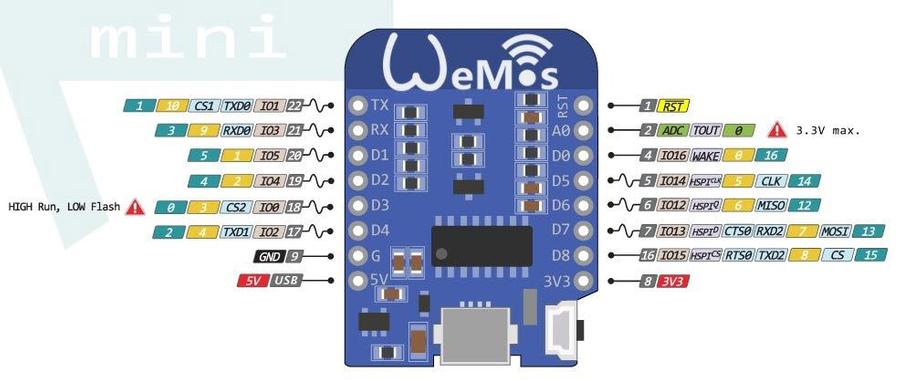 mini
WeMos
1 10 CS1 TXD0 IO1 22 TX
RST 1 RST
3 9 RXD0 IO3 21 RX
A0 2 ADC TOUT 0 3.3V max.
5 1 IO5 20 D1
D0 4 IO16 WAKE 0 16
4 2 IO4 19 D2
D5 5 IO14 HSPICLK 5 CLK 14
HIGH Run, LOW Flash 0 3 CS2 IO0 18 D3
D6 6 IO12 HSPIQ 6 MISO 12
2 4 TXD1 IO2 17 D4
D7 7 IO13 HSPID CTS0 RXD2 7 MOSI 13
GND 9 G
D8 16 IO15 HSPICS RTS0 TXD2 8 CS 15
5V USB 5V
3V3 8 3V3